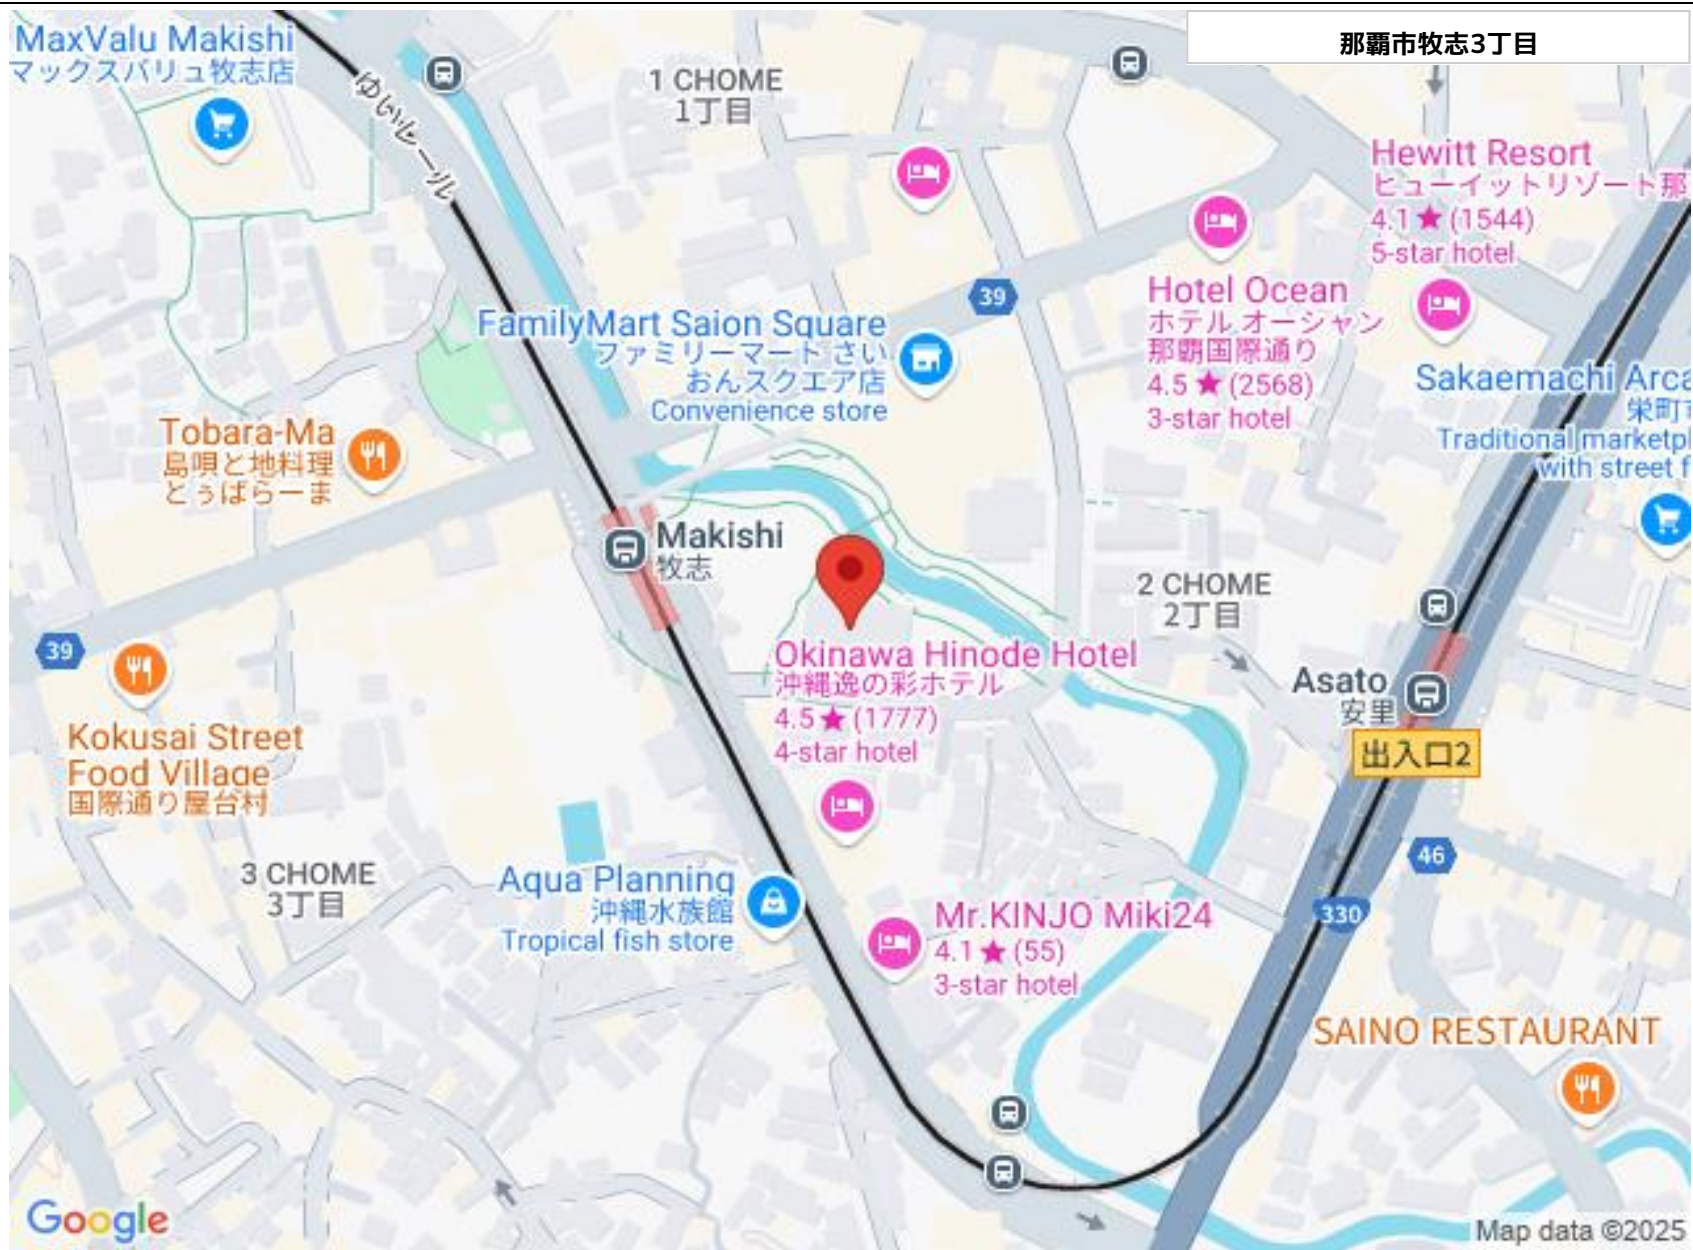 那覇市牧志3丁目
MaxValu Makishi
マックスバリュ牧志店
ゆいレール
1 CHOME
1丁目
Hewitt Resort
ヒューイットリゾート那
4.1★(1544)
5-star hotel
39
Hotel Ocean
ホテル オーシャン
那覇国際通り
4.5★(2568)
3-star hotel
FamilyMart Saion Square
ファミリーマート さい
おんスクエア店
Convenience store
Sakaemachi Arca
栄町市
Traditional marketpl
with street f
Tobara-Ma
島唄と地料理
とぅばらーま
Makishi
牧志
2 CHOME
2丁目
39
Okinawa Hinode Hotel
沖縄逸の彩ホテル
4.5★(1777)
4-star hotel
Asato
安里
出入口2
Kokusai Street
Food Village
国際通り屋台村
46
3 CHOME
3丁目
Aqua Planning
沖縄水族館
Tropical fish store
330
Mr.KINJO Miki24
4.1★(55)
3-star hotel
SAINO RESTAURANT
Google
Map data ©2025